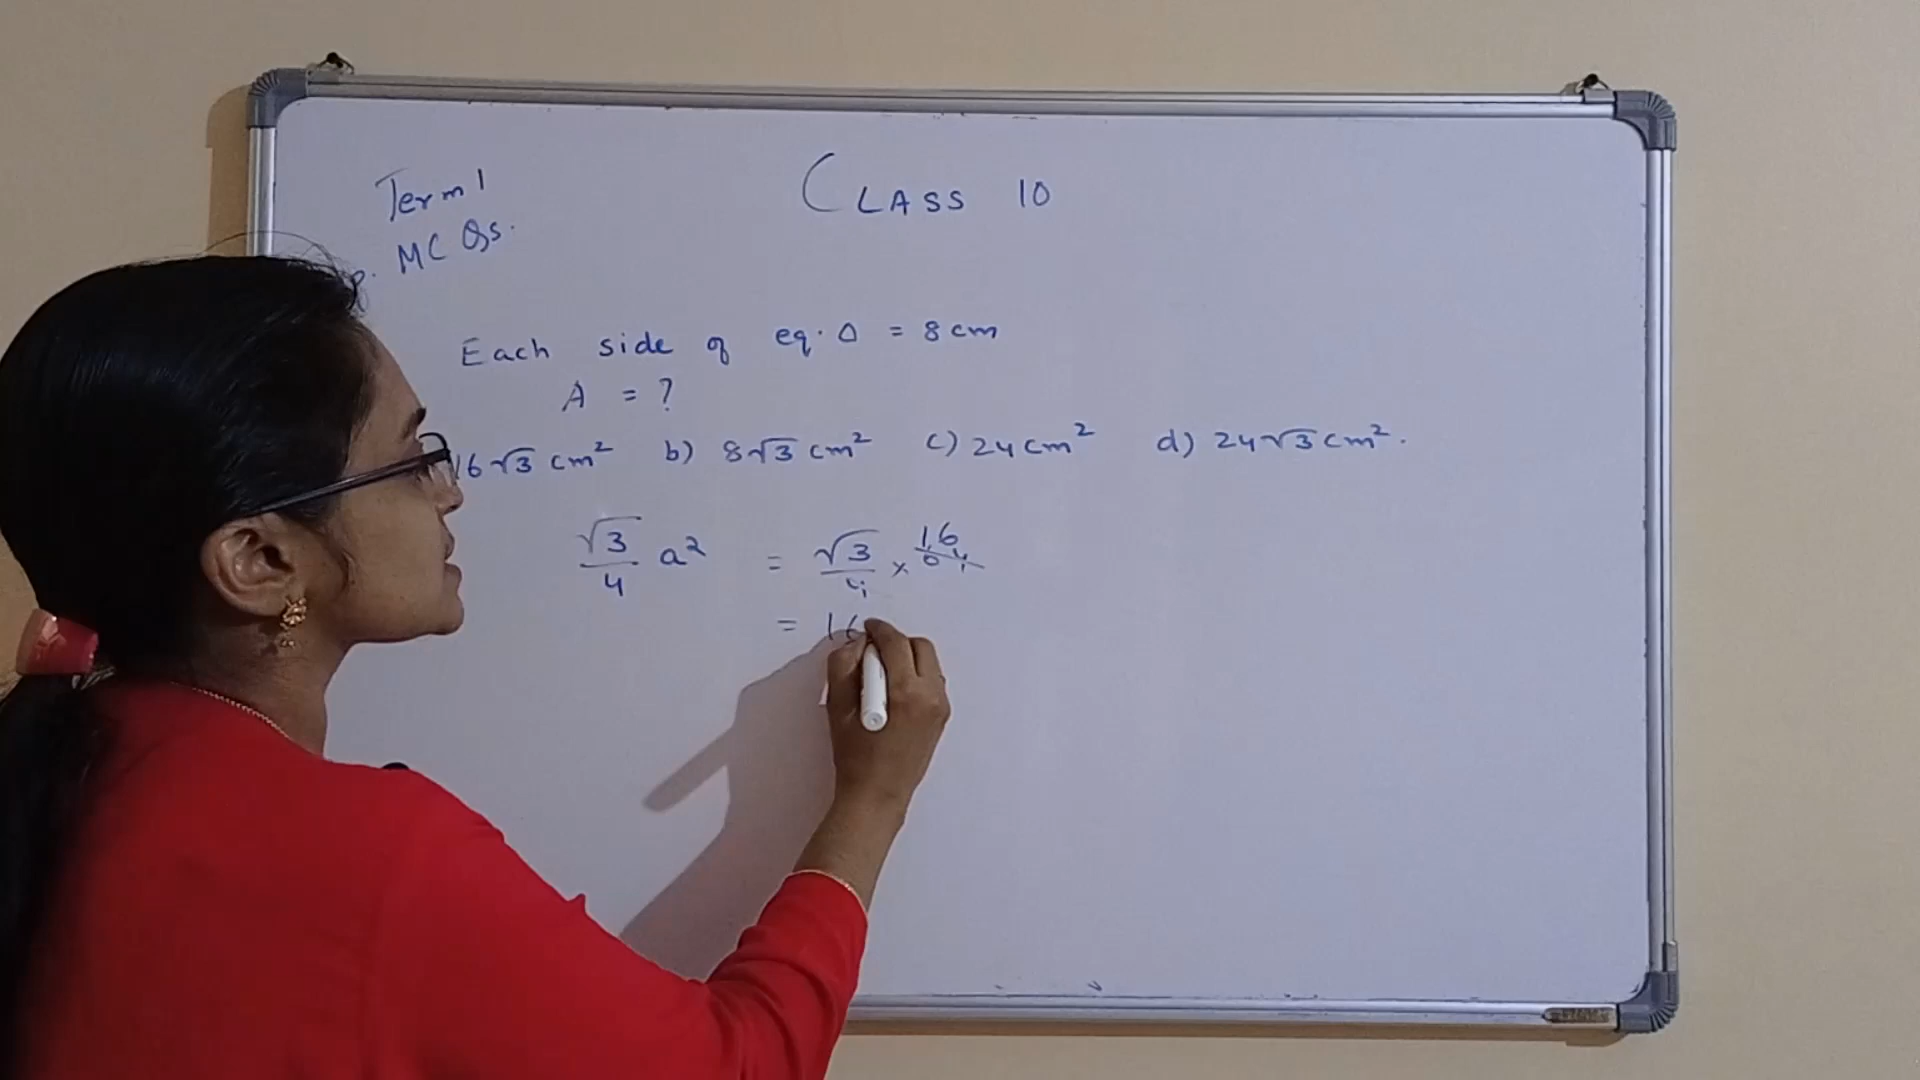 Term 1
CLASS 10
p. MC Qs.
Each side of eq. Δ = 8 cm
A = ?
16√3 cm² b) 8√3 cm² c) 24 cm² d) 24√3 cm².
√3/4 a² = √3/4 × 16
= 16